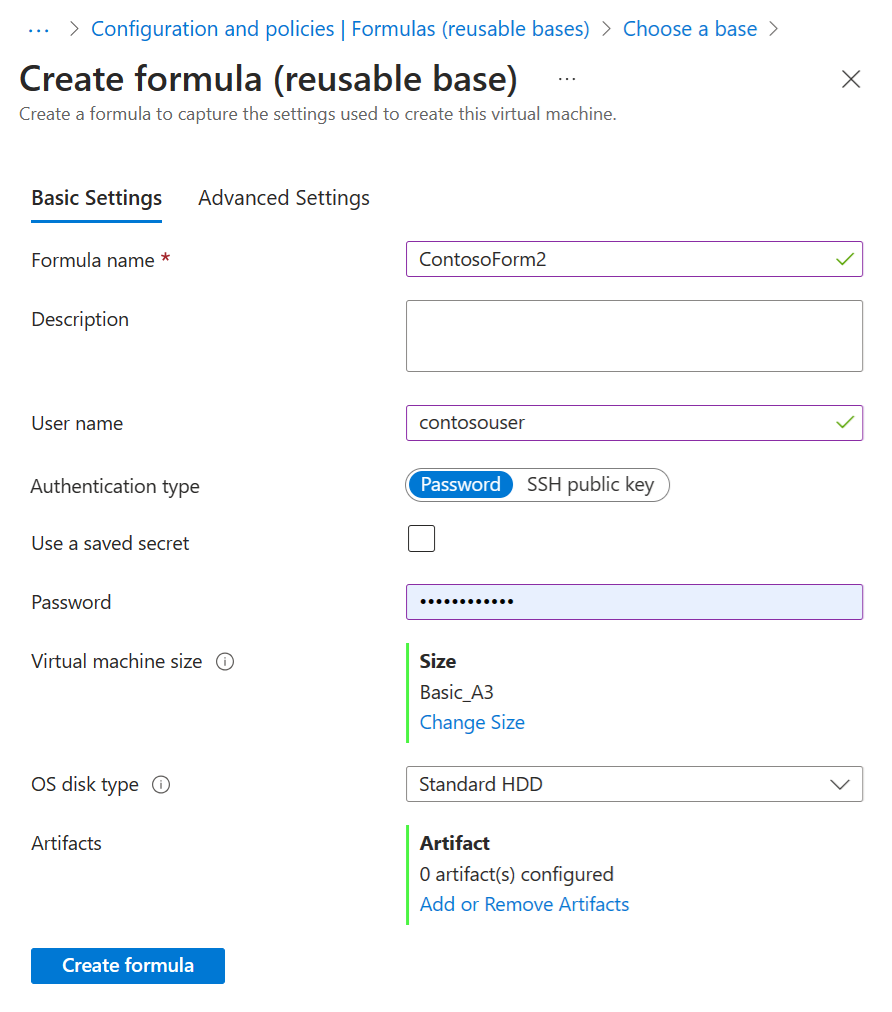 ... > Configuration and policies | Formulas (reusable bases) > Choose a base >
Create formula (reusable base) ...
Create a formula to capture the settings used to create this virtual machine.
Basic Settings Advanced Settings
Formula name * ContosoForm2
Description
User name contosouser
Authentication type Password SSH public key
Use a saved secret
Password ••••••••••••
Virtual machine size Size
Basic_A3
Change Size
OS disk type Standard HDD
Artifacts Artifact
0 artifact(s) configured
Add or Remove Artifacts
Create formula